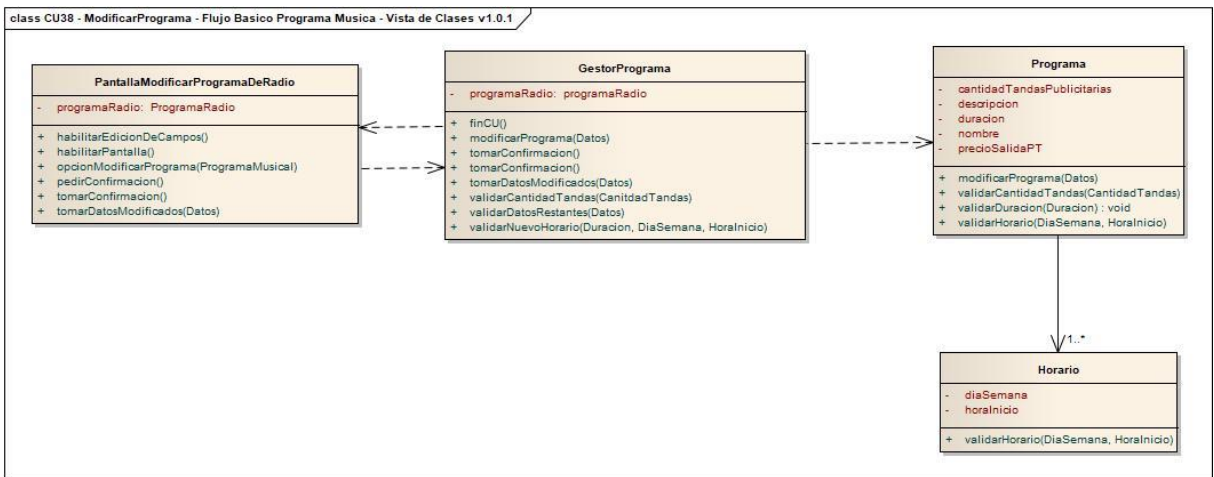 class CU38 - ModificarPrograma - Flujo Basico Programa Musica - Vista de Clases v1.0.1
PantallaModificarProgramaDeRadio
- programaRadio: ProgramaRadio
+ habilitarEdicionDeCampos()
+ habilitarPantalla()
+ opcionModificarPrograma(ProgramaMusical)
+ pedirConfirmacion()
+ tomarConfirmacion()
+ tomarDatosModificados(Datos)
GestorPrograma
- programaRadio: programaRadio
+ finCU()
+ modificarPrograma(Datos)
+ tomarConfirmacion()
+ tomarConfirmacion()
+ tomarDatosModificados(Datos)
+ validarCantidadTandas(CanitdadTandas)
+ validarDatosRestantes(Datos)
+ validarNuevoHorario(Duracion, DiaSemana, HoraInicio)
Programa
- cantidadTandasPublicitarias
- descripcion
- duracion
- nombre
- precioSalidaPT
+ modificarPrograma(Datos)
+ validarCantidadTandas(CantidadTandas)
+ validarDuracion(Duracion) : void
+ validarHorario(DiaSemana, HoraInicio)
1..*
Horario
- diaSemana
- horaInicio
+ validarHorario(DiaSemana, HoraInicio)